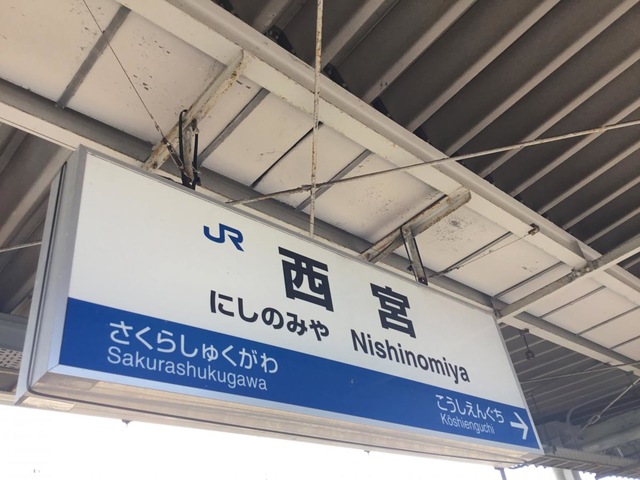 JR
西宮
にしのみや Nishinomiya
さくらしゅくがわ
Sakurashukugawa
こうしえんぐち
Kōshienguchi